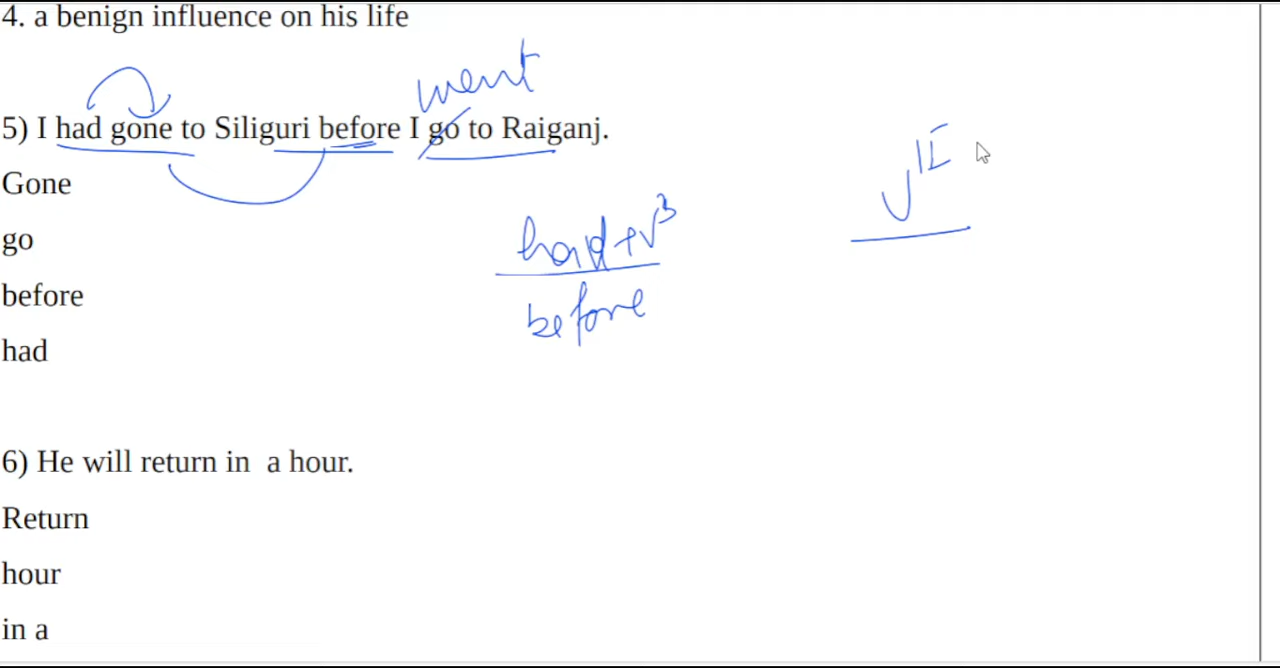 4. a benign influence on his life
went
5) I had gone to Siliguri before I go to Raiganj.
Gone
had + v3
go
before
before
had
6) He will return in a hour.
Return
hour
in a